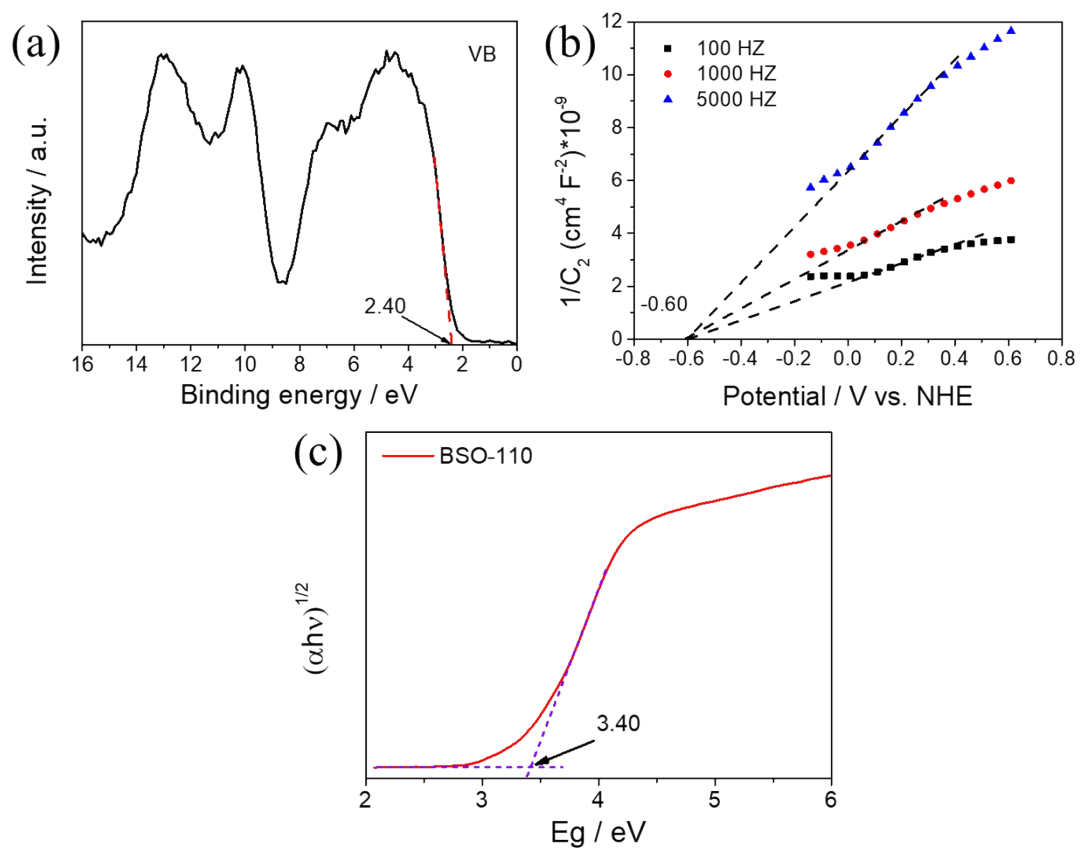 (a)
VB
2.40
Intensity / a.u.
16 14 12 10 8 6 4 2 0
Binding energy / eV
(b)
100 HZ
1000 HZ
5000 HZ
12
10
8
6
4
2
0
-0.60
1/C₂ (cm⁴ F⁻²)*10⁻⁹
-0.8 -0.6 -0.4 -0.2 0.0 0.2 0.4 0.6 0.8
Potential / V vs. NHE
(c)
BSO-110
3.40
(αhν)¹/²
2 3 4 5 6
Eg / eV